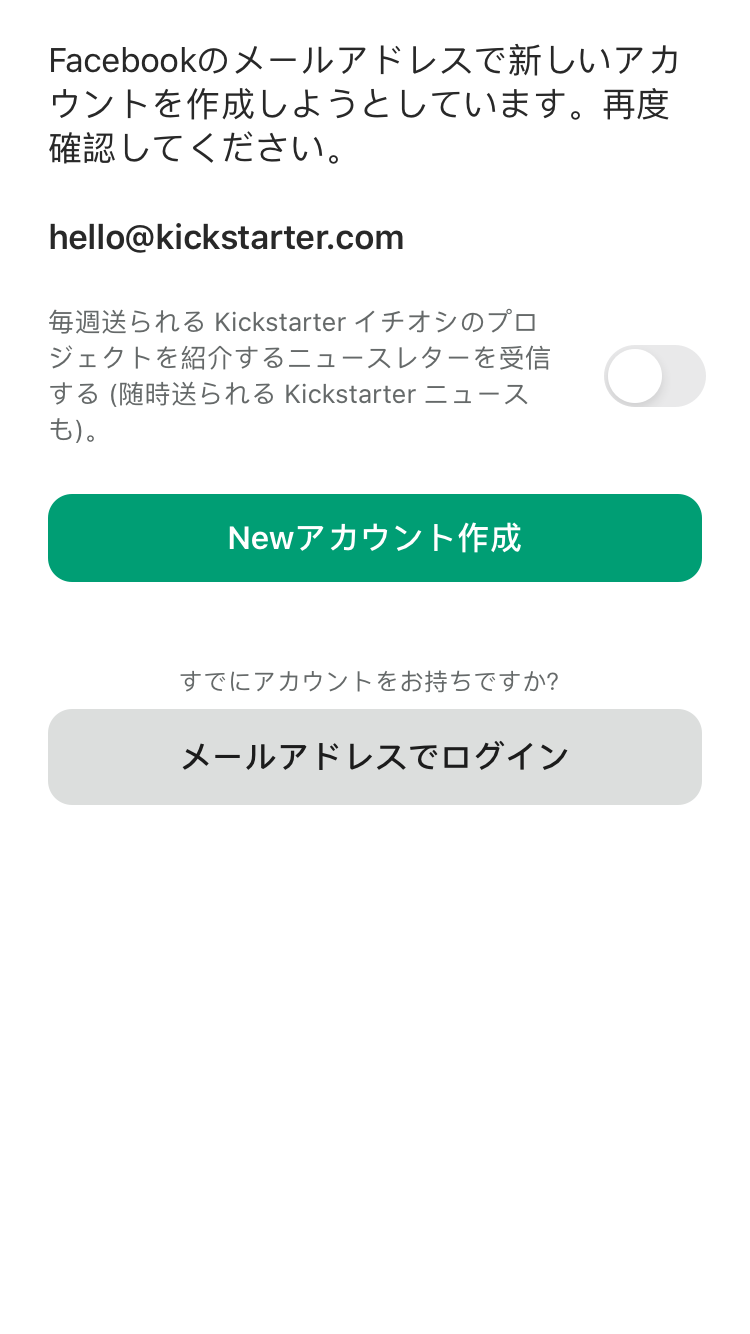 Facebookのメールアドレスで新しいアカ
ウントを作成しようとしています。再度
確認してください。
hello@kickstarter.com
毎週送られる Kickstarter イチオシのプロ
ジェクトを紹介するニュースレターを受信
する (随時送られる Kickstarter ニュース
も)。
Newアカウント作成
すでにアカウントをお持ちですか?
メールアドレスでログイン